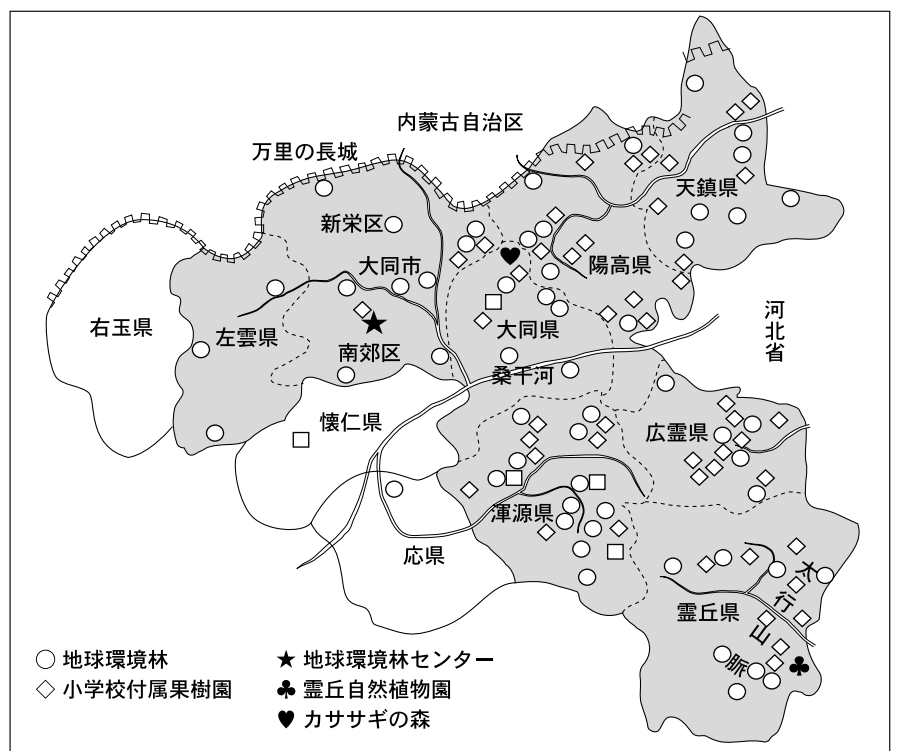 内蒙古自治区
万里の長城
天鎮県
新栄区
大同市
陽高県
右玉県
左雲県
大同県
河北省
南郊区
桑干河
懐仁県
広霊県
渾源県
応県
太行山脈
霊丘県
地球環境林
小学校付属果樹園
地球環境林センター
霊丘自然植物園
カササギの森